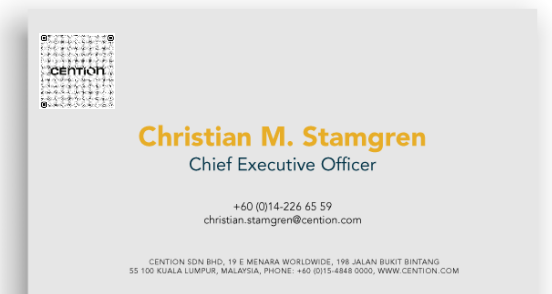 CENTION
Christian M. Stamgren
Chief Executive Officer
+60 (0)14-226 65 59
christian.stamgren@cention.com
CENTION SDN BHD, 19 E MENARA WORLDWIDE, 198 JALAN BUKIT BINTANG
55 100 KUALA LUMPUR, MALAYSIA, PHONE: +60 (0)15-4848 0000, WWW.CENTION.COM